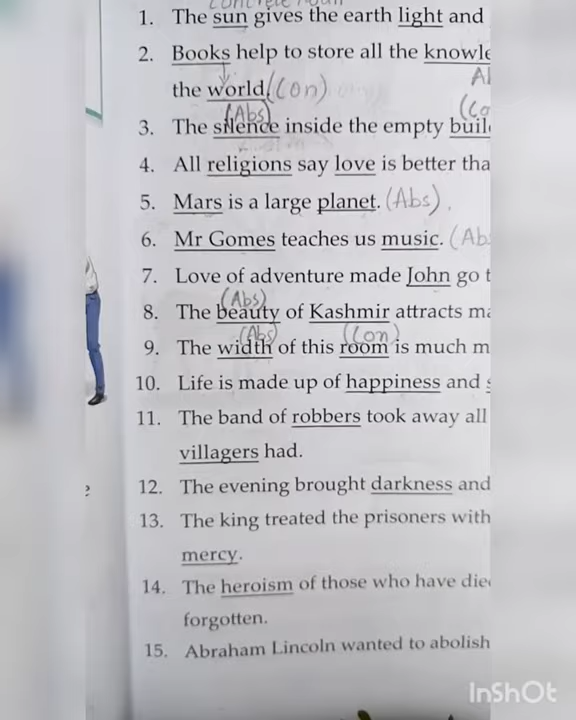 1. The sun gives the earth light and
2. Books help to store all the
the world. (Con)
(Abs)
3. The silence inside the empty
4. All religions say love is better
5. Mars is a large planet. (Abs).
6. Mr Gomes teaches us music.
7. Love of adventure made John go
(Abs)
8. The beauty of Kashmir attracts
(Abs) (Con)
9. The width of this room is much
10. Life is made up of happiness and
11. The band of robbers took away all
villagers had.
12. The evening brought darkness and
13. The king treated the prisoners with
mercy.
14. The heroism of those who have
forgotten.
15. Abraham Lincoln wanted to abolish
InShOt